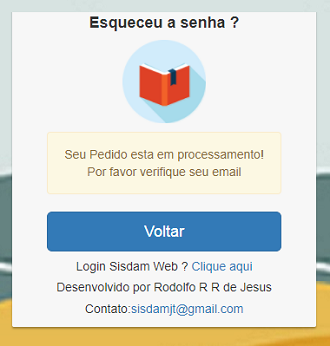 Esqueceu a senha ?
Seu Pedido esta em processamento!
Por favor verifique seu email
Voltar
Login Sisdam Web ? Clique aqui
Desenvolvido por Rodolfo R R de Jesus
Contato:sisdamjt@gmail.com